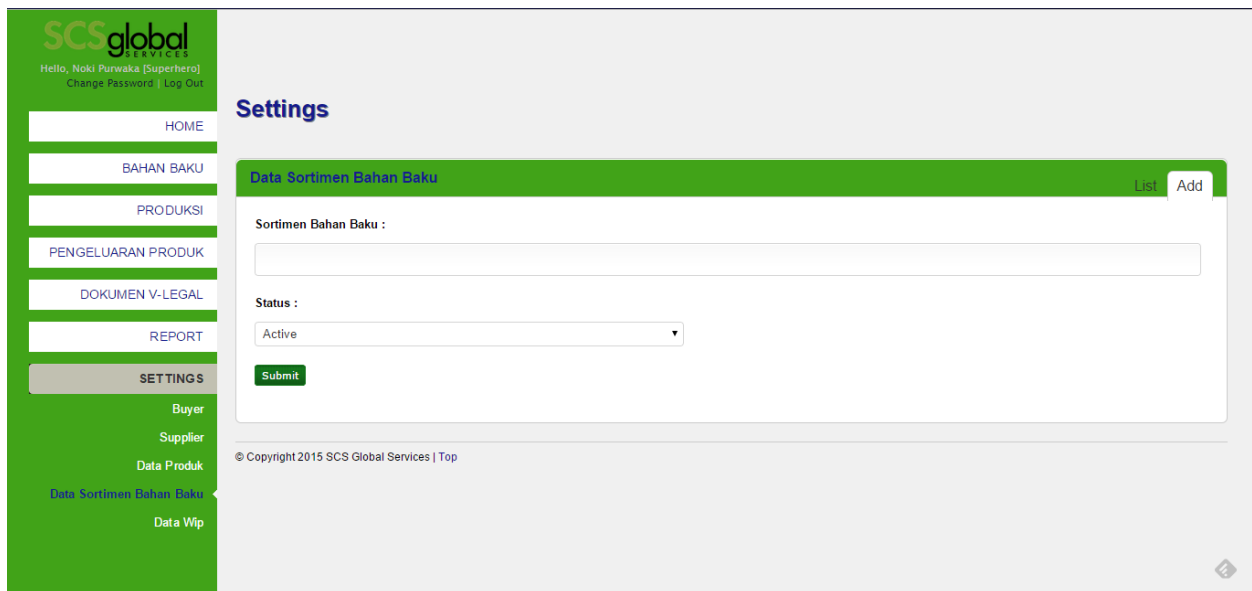 SCSglobal
SERVICES
Hello, Noki Purwaka [Superhero]
Change Password | Log Out
HOME
BAHAN BAKU
PRODUKSI
PENGELUARAN PRODUK
DOKUMEN V-LEGAL
REPORT
SETTINGS
Buyer
Supplier
Data Produk
Data Sortimen Bahan Baku
Data Wip
Settings
Data Sortimen Bahan Baku
List Add
Sortimen Bahan Baku :
Status :
Active
Submit
© Copyright 2015 SCS Global Services | Top